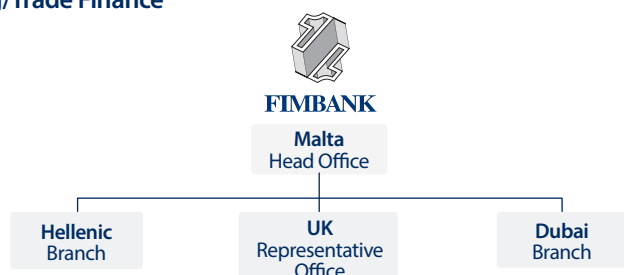 /Trade Finance
FIMBANK
Malta
Head Office
Hellenic
Branch
UK
Representative
Office
Dubai
Branch